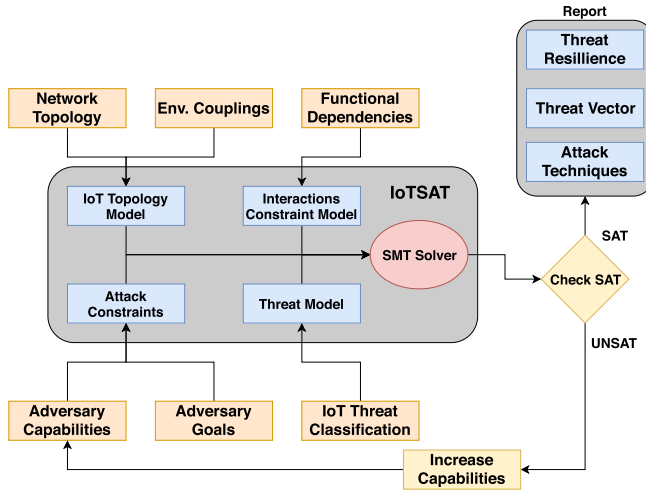 Report
Threat
Resillience
Threat Vector
Attack
Techniques
Network
Topology
Env. Couplings
Functional
Dependencies
IoTSAT
IoT Topology
Model
Interactions
Constraint Model
SMT Solver
Attack
Constraints
Threat Model
SAT
Check SAT
UNSAT
Adversary
Capabilities
Adversary
Goals
IoT Threat
Classification
Increase
Capabilities